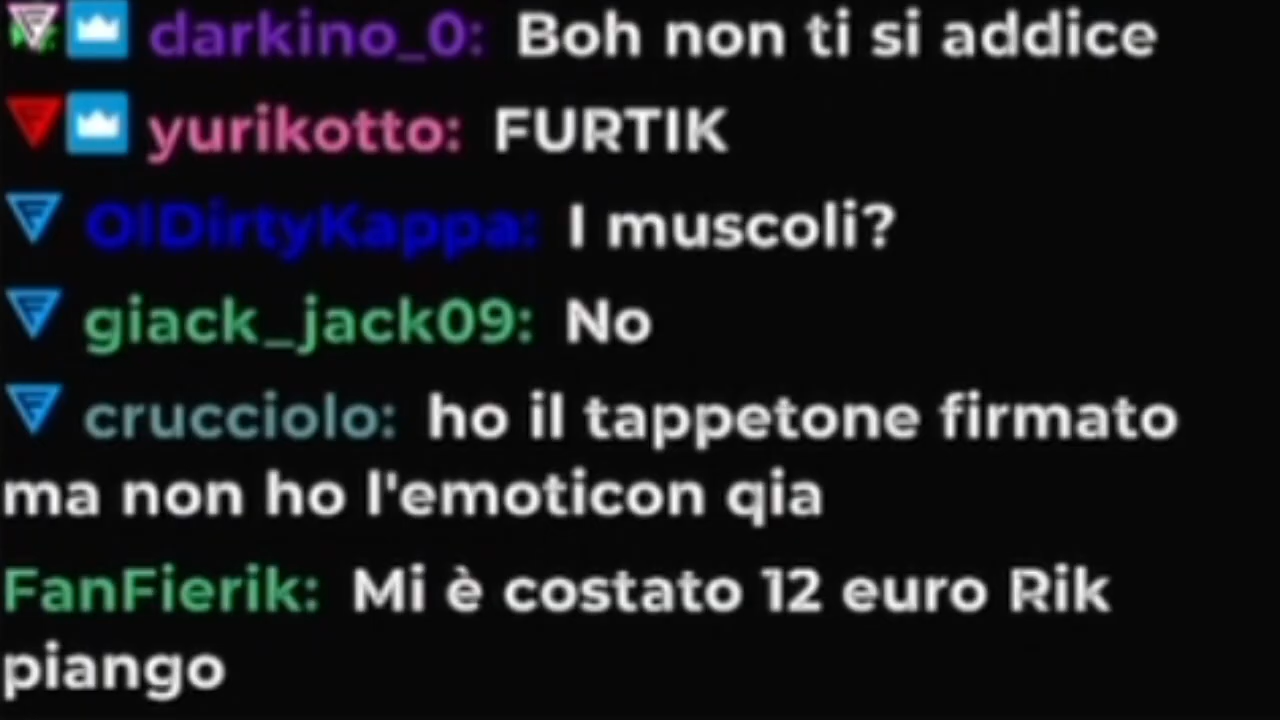 darkino_0: Boh non ti si addice
yurikotto: FURTIK
OlDirtyKappa: I muscoli?
giack_jack09: No
crucciolo: ho il tappetone firmato
ma non ho l'emoticon qia
FanFierik: Mi è costato 12 euro Rik
piango